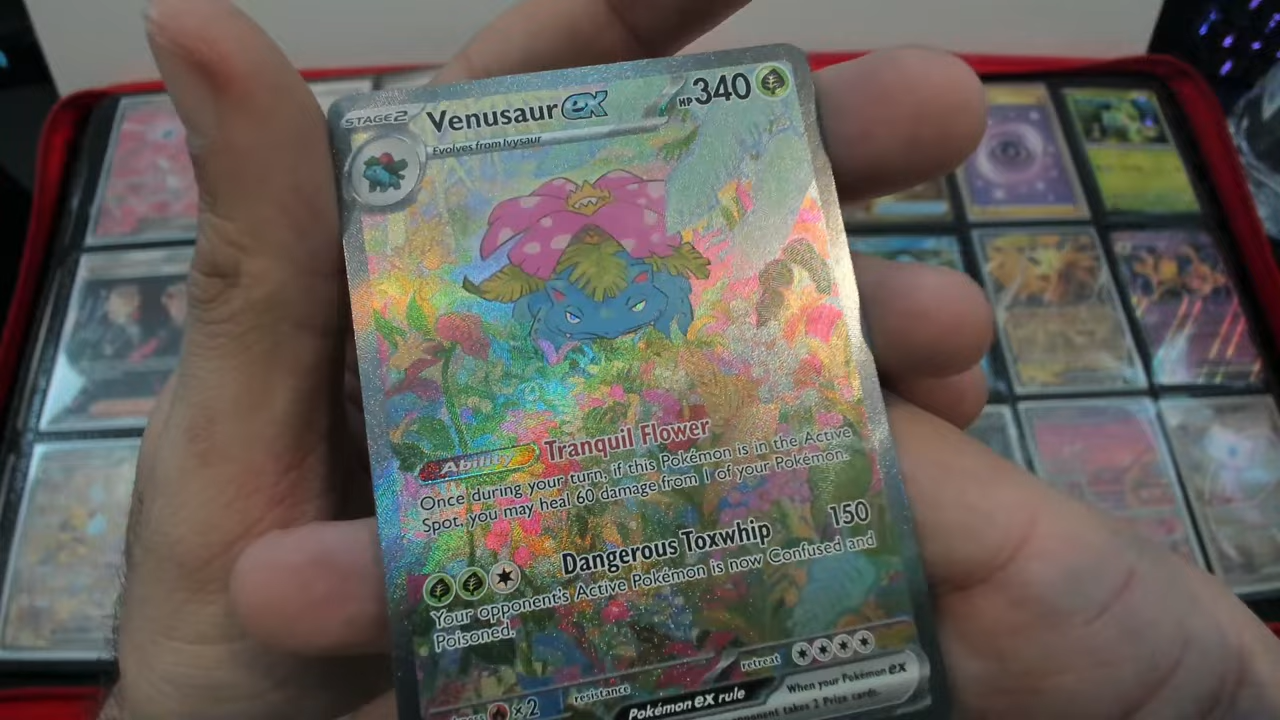 STAGE2 Venusaur ex HP 340
Evolves from Ivysaur
Ability Tranquil Flower
Once during your turn, if this Pokémon is in the Active
Spot, you may heal 60 damage from 1 of your Pokémon.
Dangerous Toxwhip 150
Your opponent's Active Pokémon is now Confused and
Poisoned.
×2 resistance retreat
Pokémon ex rule When your Pokémon ex
opponent takes 2 Prize cards.